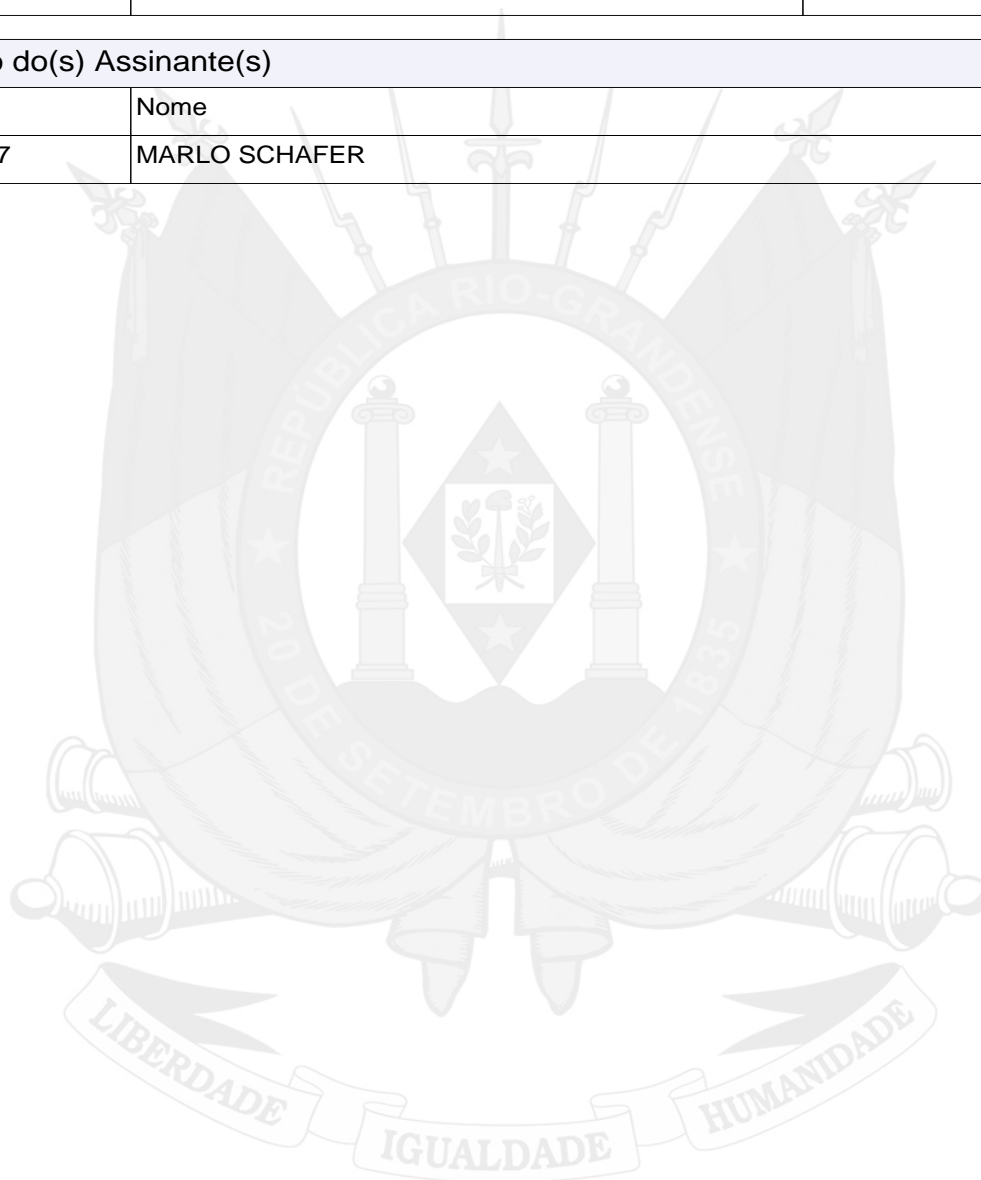 o do(s) Assinante(s)
Nome
7 MARLO SCHAFER
REPÚBLICA RIO-GRANDENSE
20 DE SETEMBRO DE 1835
LIBERDADE
IGUALDADE
HUMANIDADE